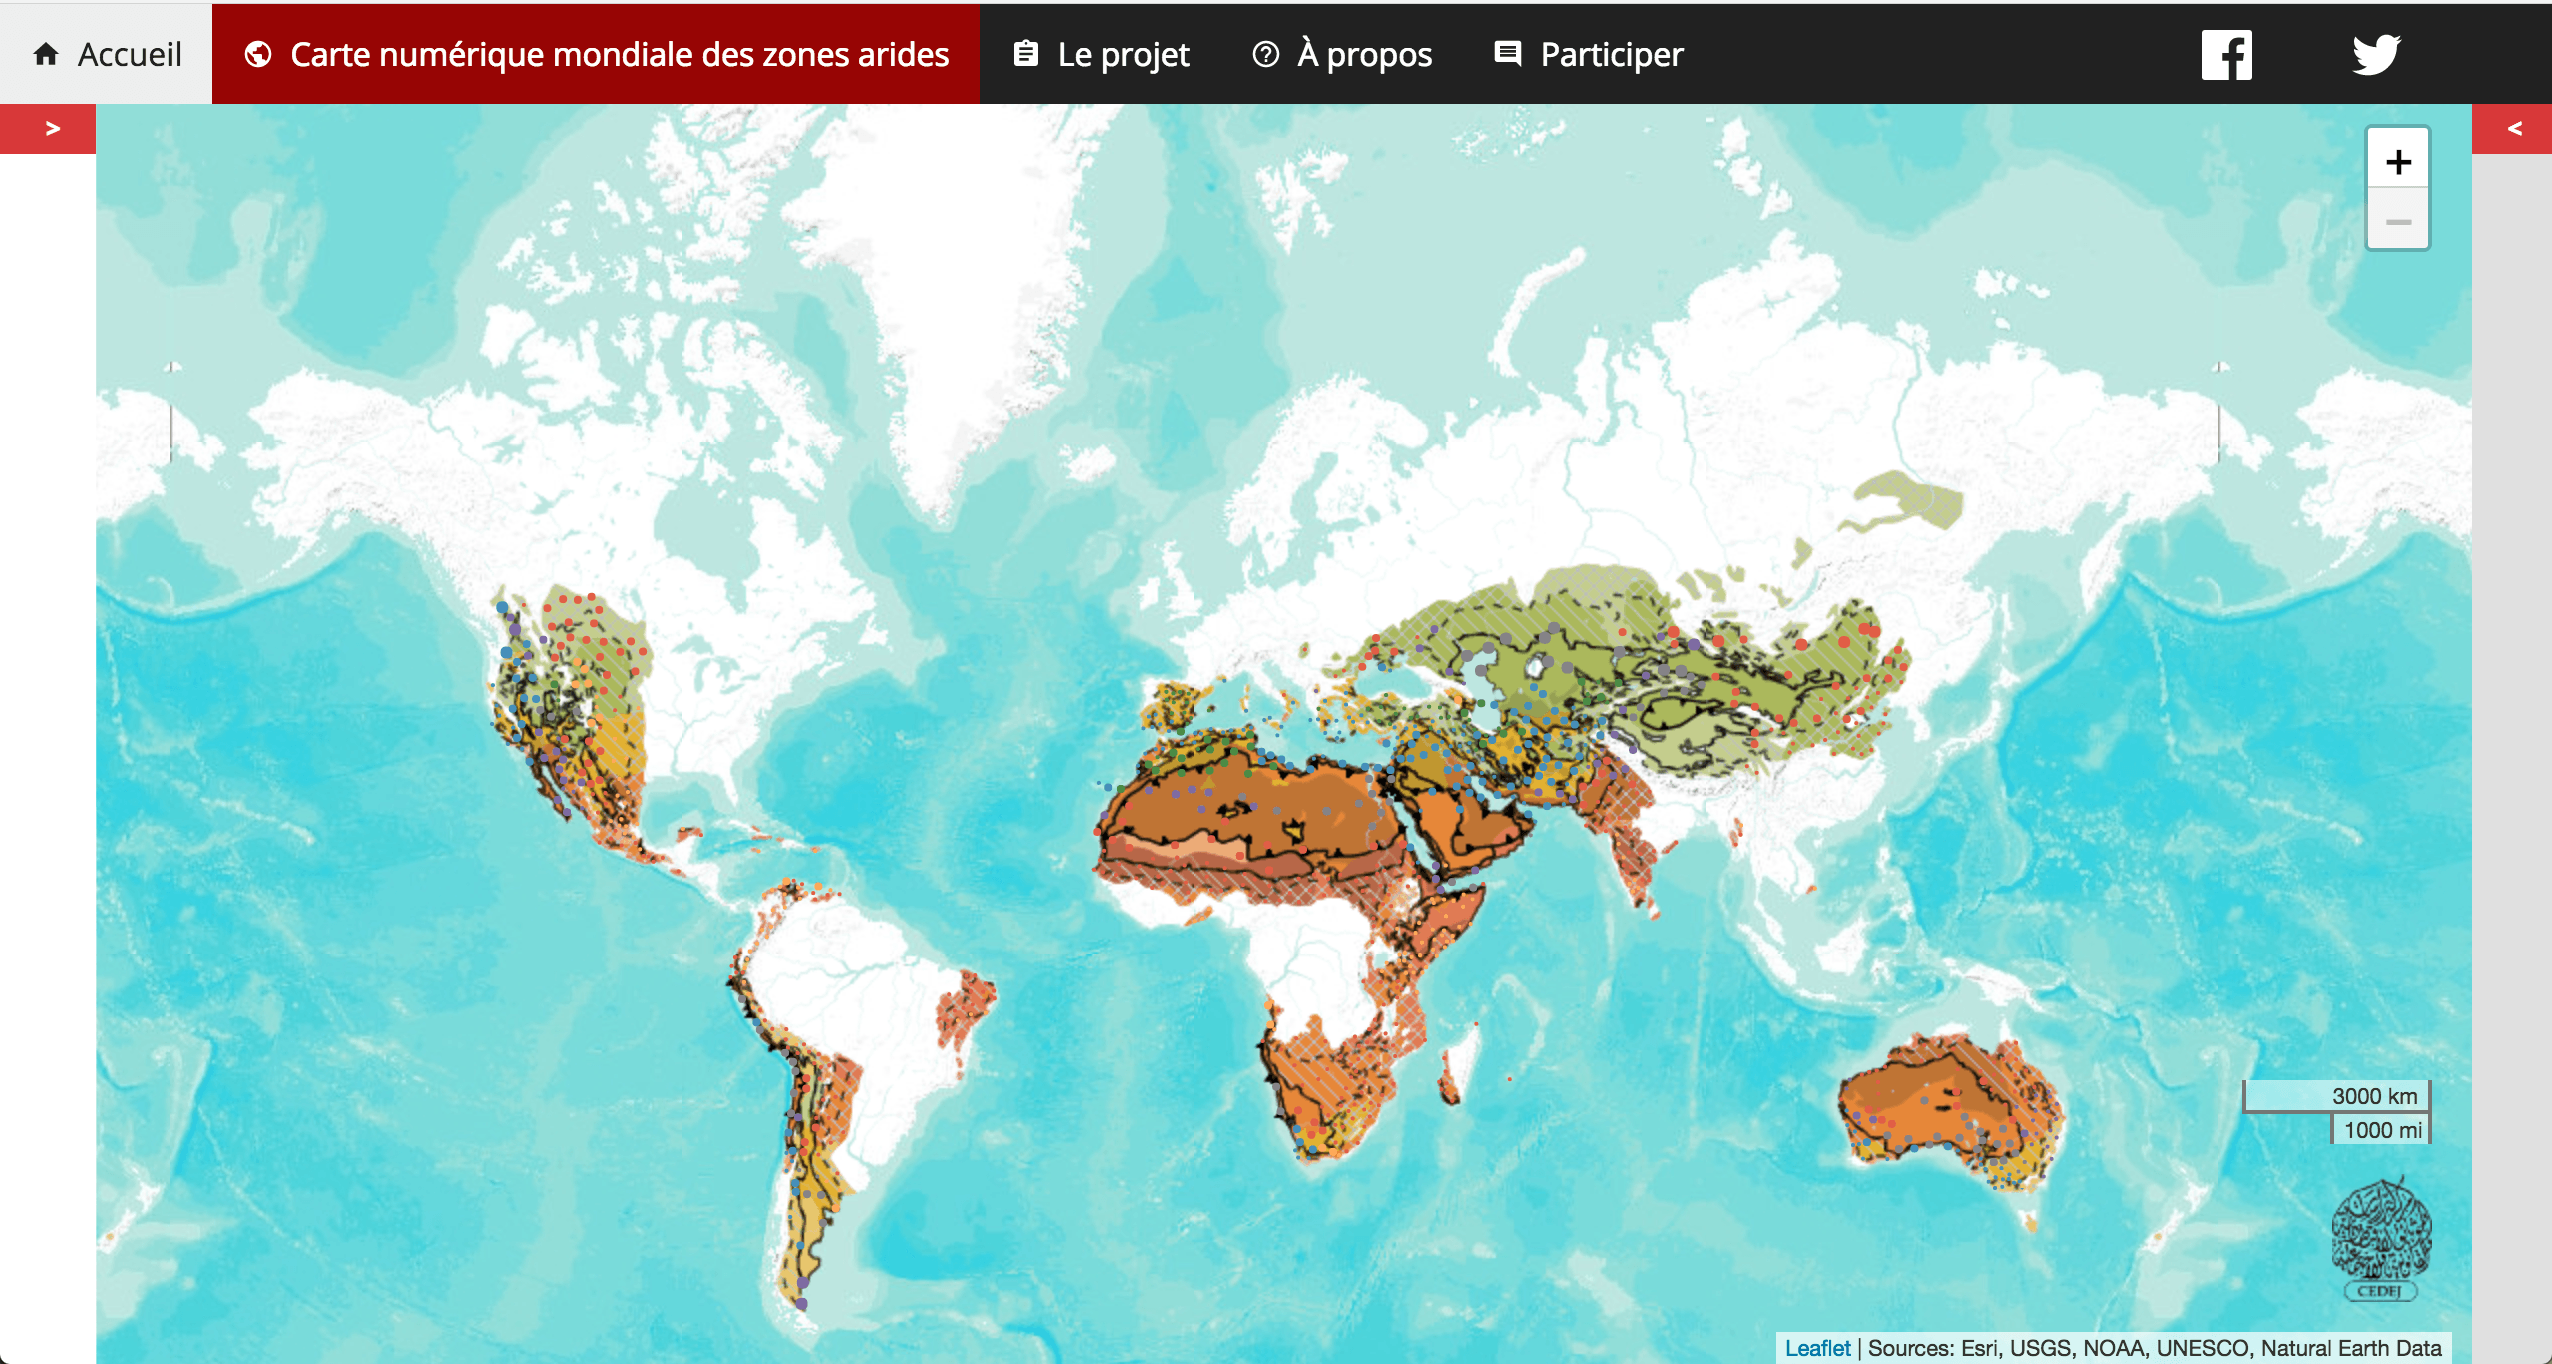 Accueil
Carte numérique mondiale des zones arides
Le projet
À propos
Participer
>
<
+
−
3000 km
1000 mi
CEDEJ
Leaflet | Sources: Esri, USGS, NOAA, UNESCO, Natural Earth Data